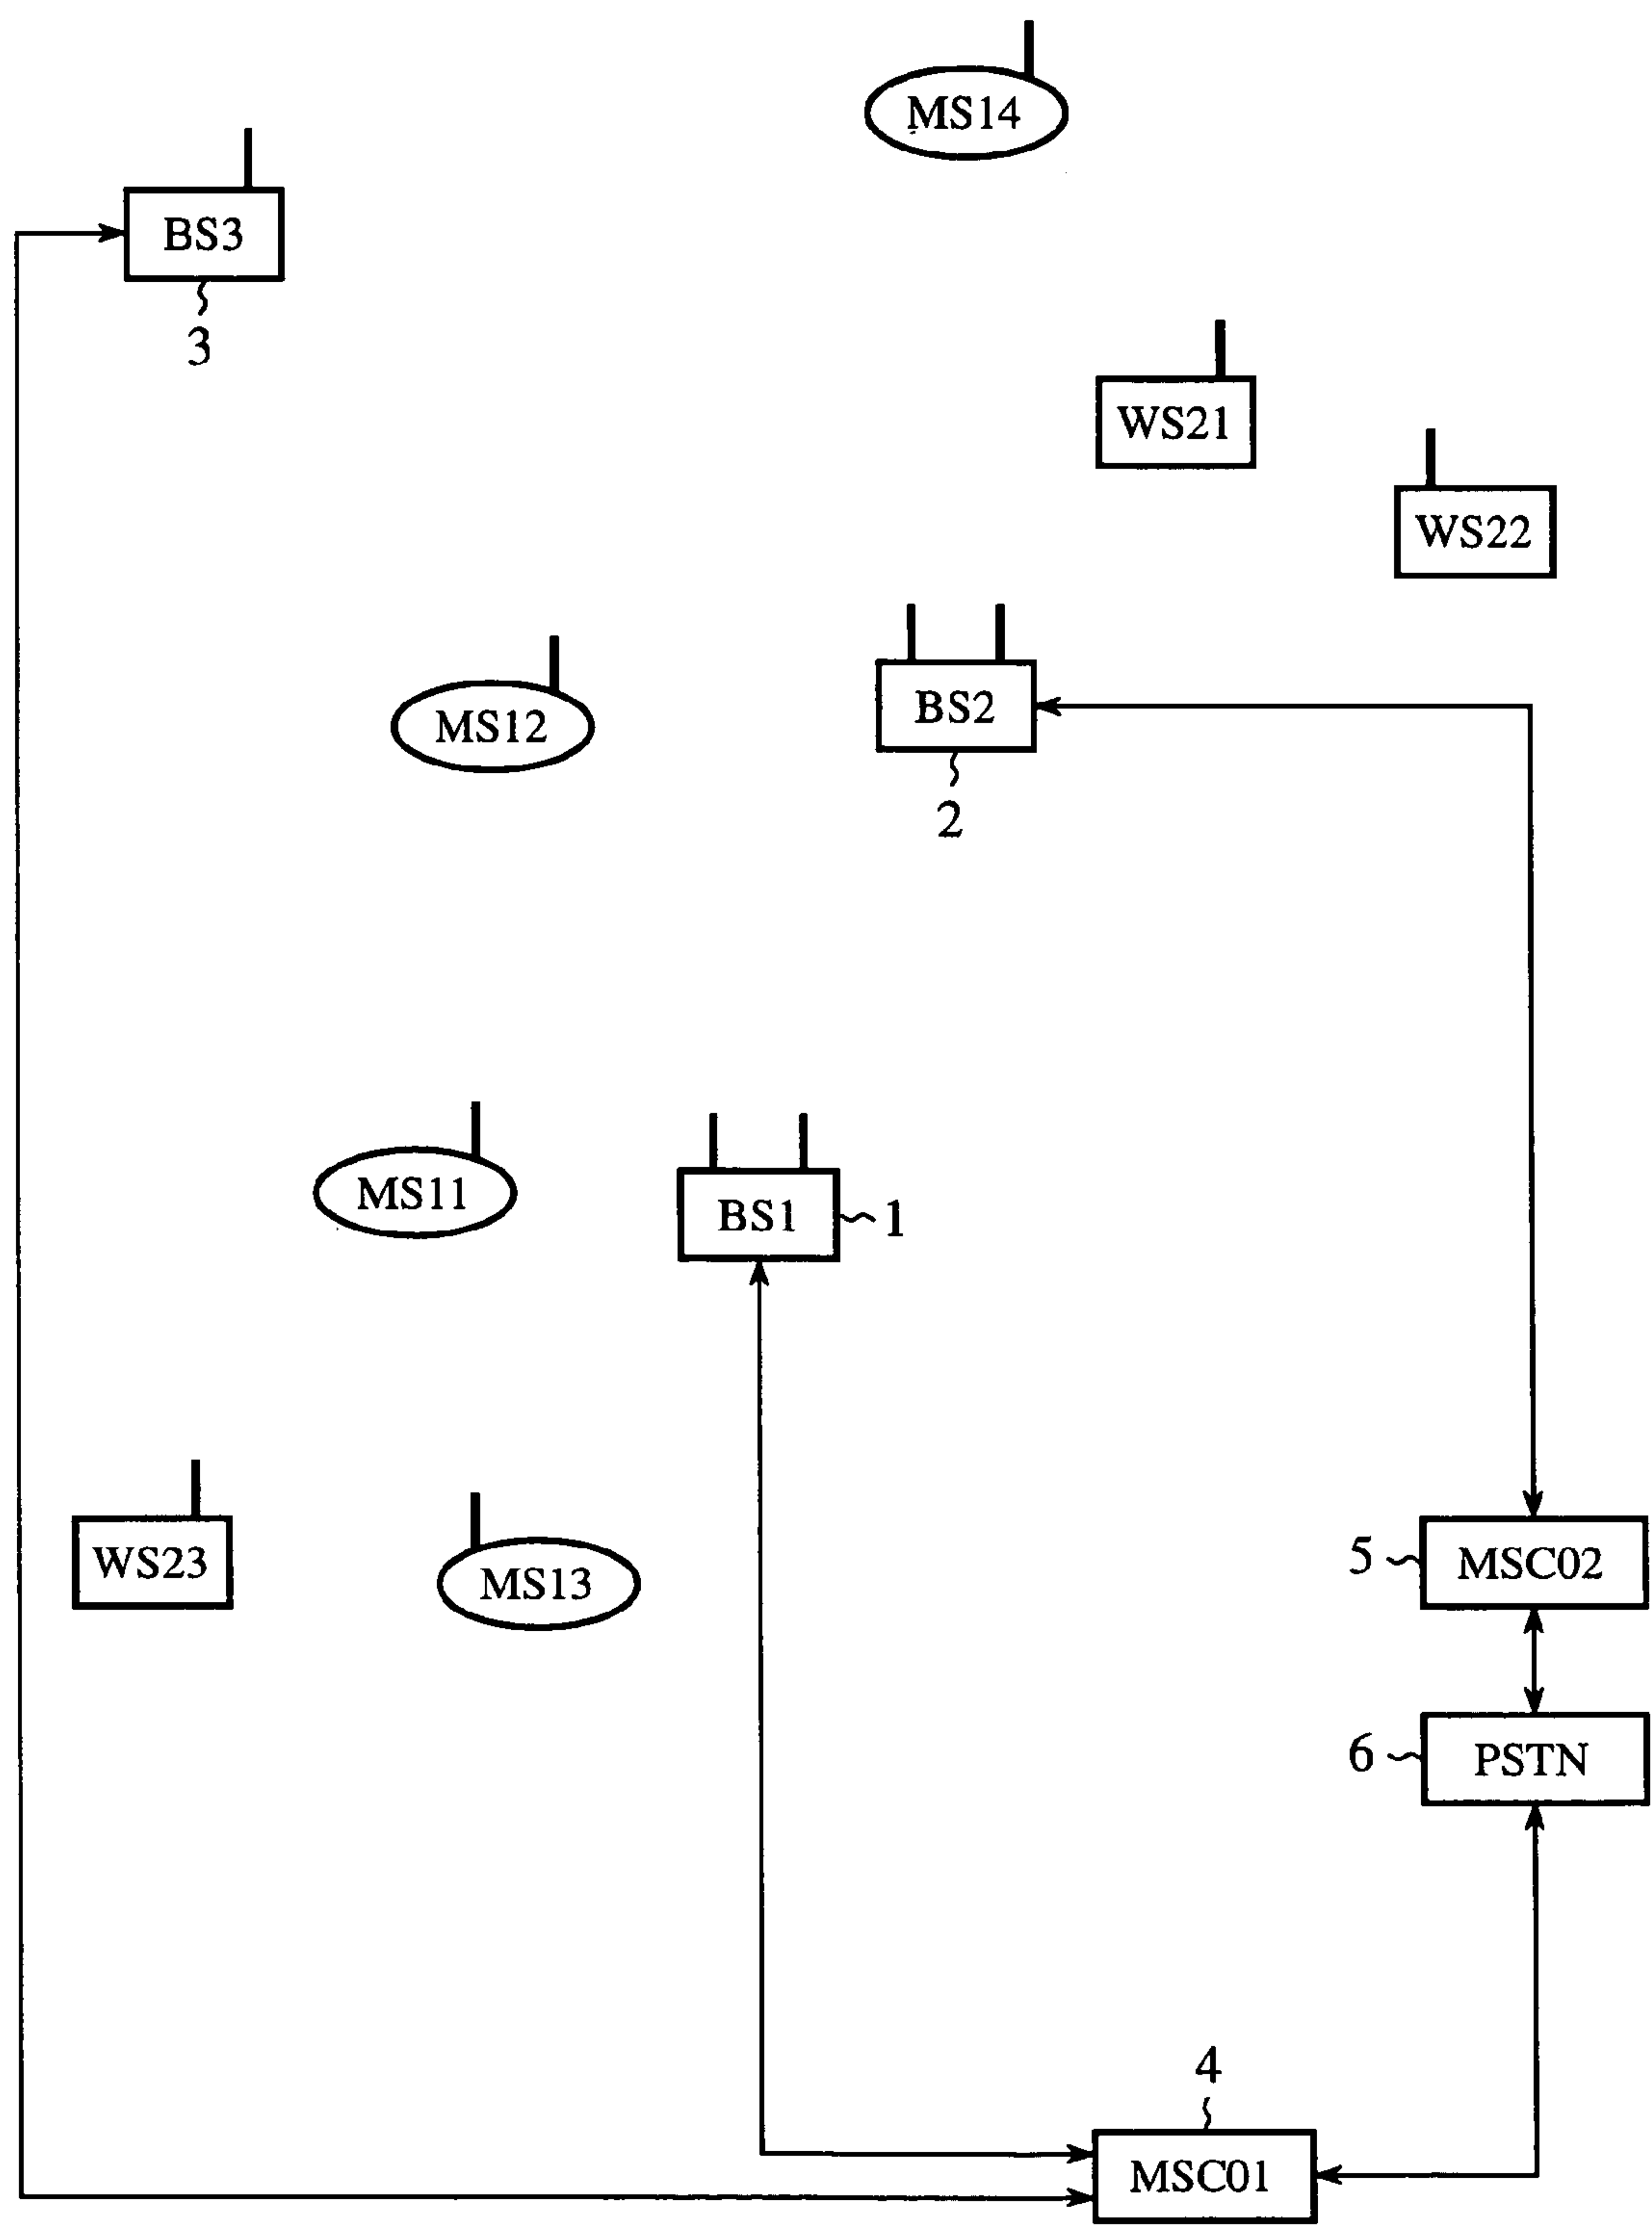 MS14
BS3
3
WS21
WS22
BS2
MS12
2
MS11
BS1
1
WS23
MS13
5
MSC02
6
PSTN
4
MSC01